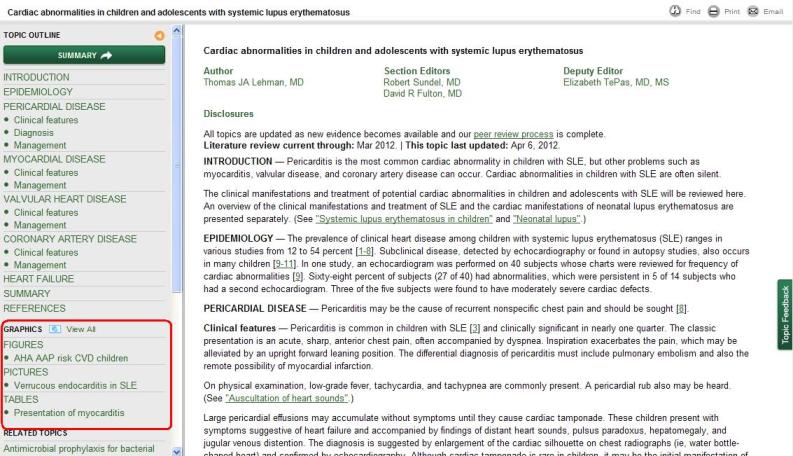 Cardiac abnormalities in children and adolescents with systemic lupus erythematosus
Find Print Email
TOPIC OUTLINE
SUMMARY
INTRODUCTION
EPIDEMIOLOGY
PERICARDIAL DISEASE
• Clinical features
• Diagnosis
• Management
MYOCARDIAL DISEASE
• Clinical features
• Management
VALVULAR HEART DISEASE
• Clinical features
• Management
CORONARY ARTERY DISEASE
• Clinical features
• Management
HEART FAILURE
SUMMARY
REFERENCES
GRAPHICS View All
FIGURES
• AHA AAP risk CVD children
PICTURES
• Verrucous endocarditis in SLE
TABLES
• Presentation of myocarditis
RELATED TOPICS
Antimicrobial prophylaxis for bacterial
Cardiac abnormalities in children and adolescents with systemic lupus erythematosus
Author Section Editors Deputy Editor
Thomas JA Lehman, MD Robert Sundel, MD Elizabeth TePas, MD, MS
David R Fulton, MD
Disclosures
All topics are updated as new evidence becomes available and our peer review process is complete.
Literature review current through: Mar 2012. | This topic last updated: Apr 6, 2012.
INTRODUCTION — Pericarditis is the most common cardiac abnormality in children with SLE, but other problems such as
myocarditis, valvular disease, and coronary artery disease can occur. Cardiac abnormalities in children with SLE are often silent.
The clinical manifestations and treatment of potential cardiac abnormalities in children and adolescents with SLE will be reviewed here.
An overview of the clinical manifestations and treatment of SLE and the cardiac manifestations of neonatal lupus erythematosus are
presented separately. (See "Systemic lupus erythematosus in children" and "Neonatal lupus".)
EPIDEMIOLOGY — The prevalence of clinical heart disease among children with systemic lupus erythematosus (SLE) ranges in
various studies from 12 to 54 percent [1-8]. Subclinical disease, detected by echocardiography or found in autopsy studies, also occurs
in many children [9-11]. In one study, an echocardiogram was performed on 40 subjects whose charts were reviewed for frequency of
cardiac abnormalities [9]. Sixty-eight percent of subjects (27 of 40) had abnormalities, which were persistent in 5 of 14 subjects who
had a second echocardiogram. Three of the five subjects were found to have moderately severe cardiac defects.
PERICARDIAL DISEASE — Pericarditis may be the cause of recurrent nonspecific chest pain and should be sought [8].
Clinical features — Pericarditis is common in children with SLE [3] and clinically significant in nearly one quarter. The classic
presentation is an acute, sharp, anterior chest pain, often accompanied by dyspnea. Inspiration exacerbates the pain, which may be
alleviated by an upright forward leaning position. The differential diagnosis of pericarditis must include pulmonary embolism and also the
remote possibility of myocardial infarction.
On physical examination, low-grade fever, tachycardia, and tachypnea are commonly present. A pericardial rub also may be heard.
(See "Auscultation of heart sounds".)
Large pericardial effusions may accumulate without symptoms until they cause cardiac tamponade. These children present with
symptoms suggestive of heart failure and accompanied by findings of distant heart sounds, pulsus paradoxus, hepatomegaly, and
jugular venous distention. The diagnosis is suggested by enlargement of the cardiac silhouette on chest radiographs (ie, water bottle-
shaped heart) and confirmed by echocardiography. Although cardiac tamponade is rare in children, it may be the initial manifestation of
Topic Feedback